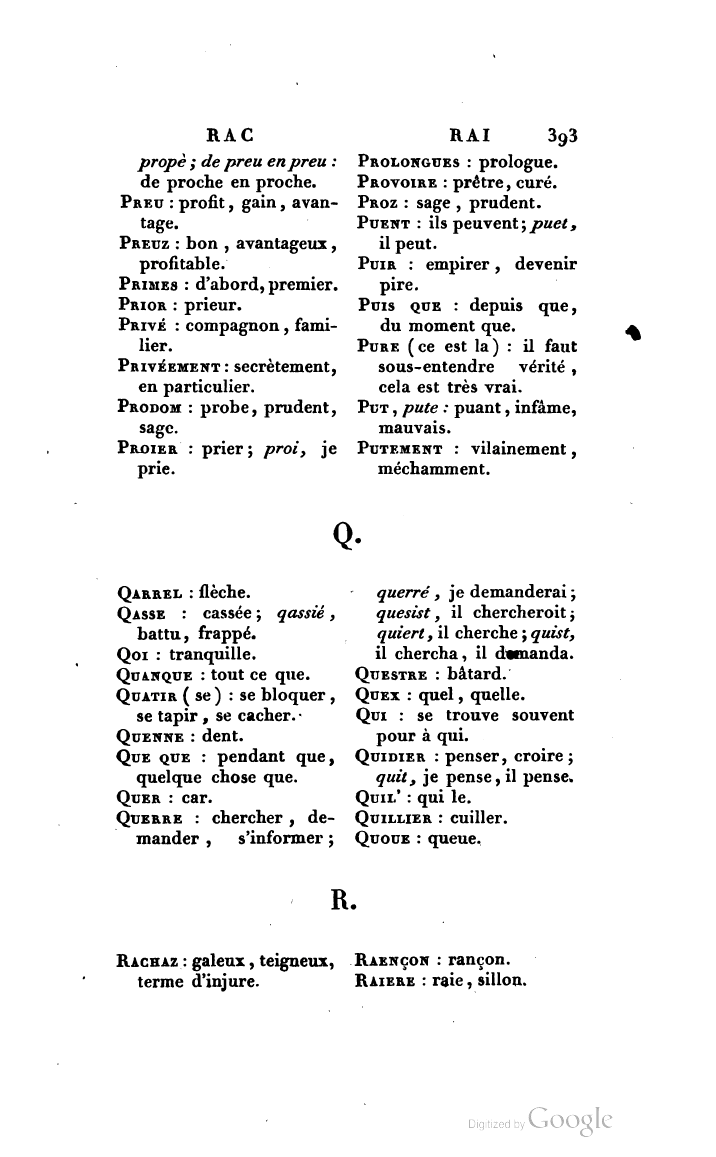 RAC RAI 393
propè ; de preu en preu :
de proche en proche.
PREU : profit, gain, avan-
tage.
PREUZ : bon , avantageux ,
profitable.
PRIMES : d'abord, premier.
PRIOR : prieur.
PRIVÉ : compagnon , fami-
lier.
PRIVÉEMENT : secrètement,
en particulier.
PRODOM : probe, prudent,
sage.
PROIER : prier ; proi, je
prie.
PROLONGUES : prologue.
PROVOIRE : prêtre, curé.
PROZ : sage , prudent.
PUENT : ils peuvent ; puet,
il peut.
PUIR : empirer , devenir
pire.
PUIS QUE : depuis que,
du moment que.
PURE (ce est la) : il faut
sous-entendre vérité ,
cela est très vrai.
PUT, pute : puant, infâme,
mauvais.
PUTEMENT : vilainement,
méchamment.
Q.
QARREL : flèche.
QASSE : cassée ; qassié ,
battu, frappé.
QOI : tranquille.
QUANQUE : tout ce que.
QUATIR ( se ) : se bloquer ,
se tapir , se cacher.
QUENNE : dent.
QUE QUE : pendant que,
quelque chose que.
QUER : car.
QUERRE : chercher , de-
mander , s'informer ;
querré , je demanderai ;
quesist , il chercheroit ;
quiert, il cherche ; quist,
il chercha, il demanda.
QUESTRE : bâtard.
QUEX : quel , quelle.
QUI : se trouve souvent
pour à qui.
QUIDIER : penser, croire ;
quit, je pense, il pense.
QUIL' : qui le.
QUILLIER : cuiller.
QUOUE : queue.
R.
RACHAZ : galeux, teigneux,
terme d'injure.
RAENÇON : rançon.
RAIERE : raie, sillon.
Digitized by Google